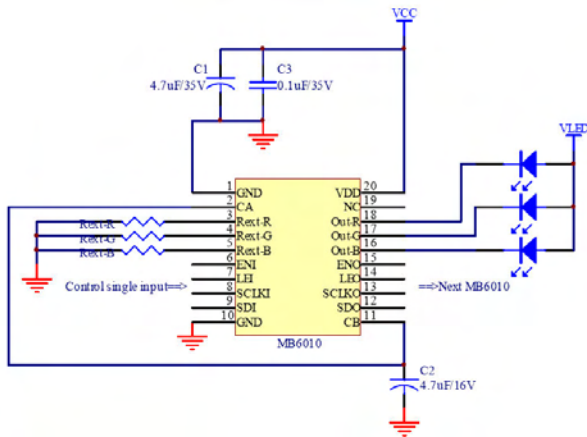 VCC
C1
4.7uF/35V
C3
0.1uF/35V
VLED
1 GND VDD 20
2 CA NC 19
Rext-R 3 Rext-R Out-R 18
Rext-G 4 Rext-G Out-G 17
Rext-B 5 Rext-B Out-B 16
6 ENI ENO 15
7 LEI LEO 14
Control single input==> ==>Next MB6010
8 SCLKI SCLKO 13
9 SDI SDO 12
10 GND CB 11
MB6010
C2
4.7uF/16V